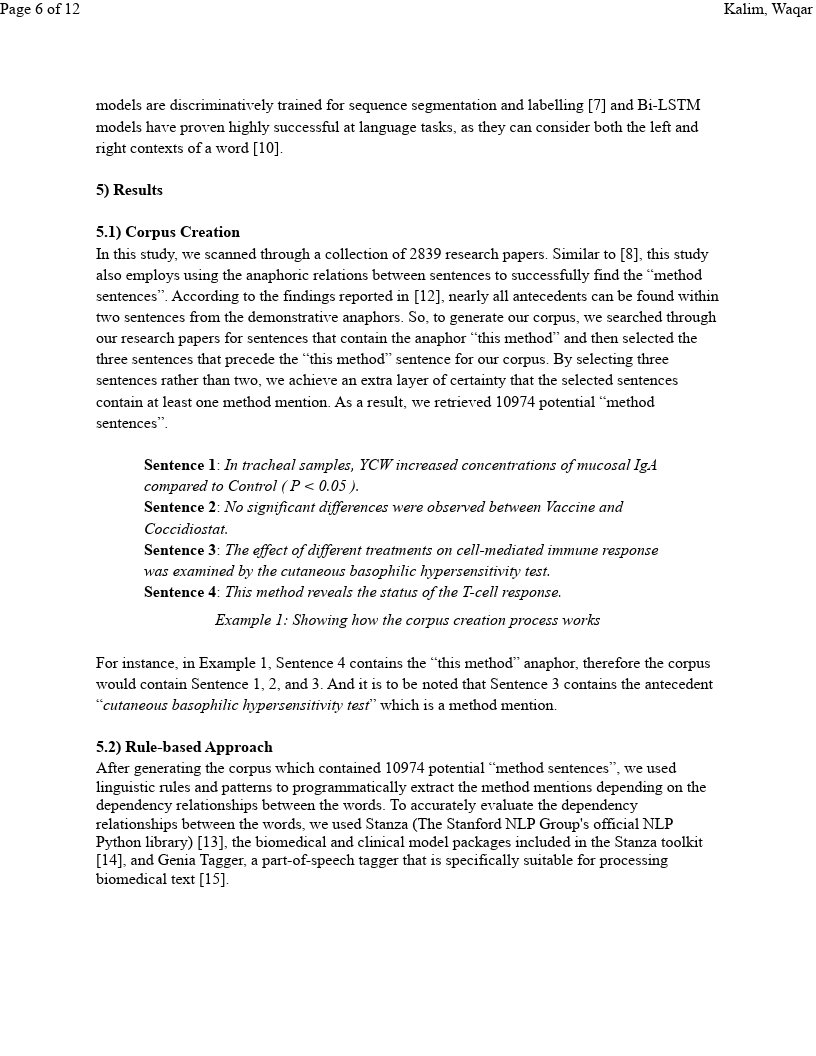 Page 6 of 12
Kalim, Waqar
models are discriminatively trained for sequence segmentation and labelling [7] and Bi-LSTM
models have proven highly successful at language tasks, as they can consider both the left and
right contexts of a word [10].
5) Results
5.1) Corpus Creation
In this study, we scanned through a collection of 2839 research papers. Similar to [8], this study
also employs using the anaphoric relations between sentences to successfully find the “method
sentences”. According to the findings reported in [12], nearly all antecedents can be found within
two sentences from the demonstrative anaphors. So, to generate our corpus, we searched through
our research papers for sentences that contain the anaphor “this method” and then selected the
three sentences that precede the “this method” sentence for our corpus. By selecting three
sentences rather than two, we achieve an extra layer of certainty that the selected sentences
contain at least one method mention. As a result, we retrieved 10974 potential “method
sentences”.
Sentence 1: In tracheal samples, YCW increased concentrations of mucosal IgA
compared to Control ( P < 0.05 ).
Sentence 2: No significant differences were observed between Vaccine and
Coccidiostat.
Sentence 3: The effect of different treatments on cell-mediated immune response
was examined by the cutaneous basophilic hypersensitivity test.
Sentence 4: This method reveals the status of the T-cell response.
Example 1: Showing how the corpus creation process works
For instance, in Example 1, Sentence 4 contains the “this method” anaphor, therefore the corpus
would contain Sentence 1, 2, and 3. And it is to be noted that Sentence 3 contains the antecedent
“cutaneous basophilic hypersensitivity test” which is a method mention.
5.2) Rule-based Approach
After generating the corpus which contained 10974 potential “method sentences”, we used
linguistic rules and patterns to programmatically extract the method mentions depending on the
dependency relationships between the words. To accurately evaluate the dependency
relationships between the words, we used Stanza (The Stanford NLP Group's official NLP
Python library) [13], the biomedical and clinical model packages included in the Stanza toolkit
[14], and Genia Tagger, a part-of-speech tagger that is specifically suitable for processing
biomedical text [15].